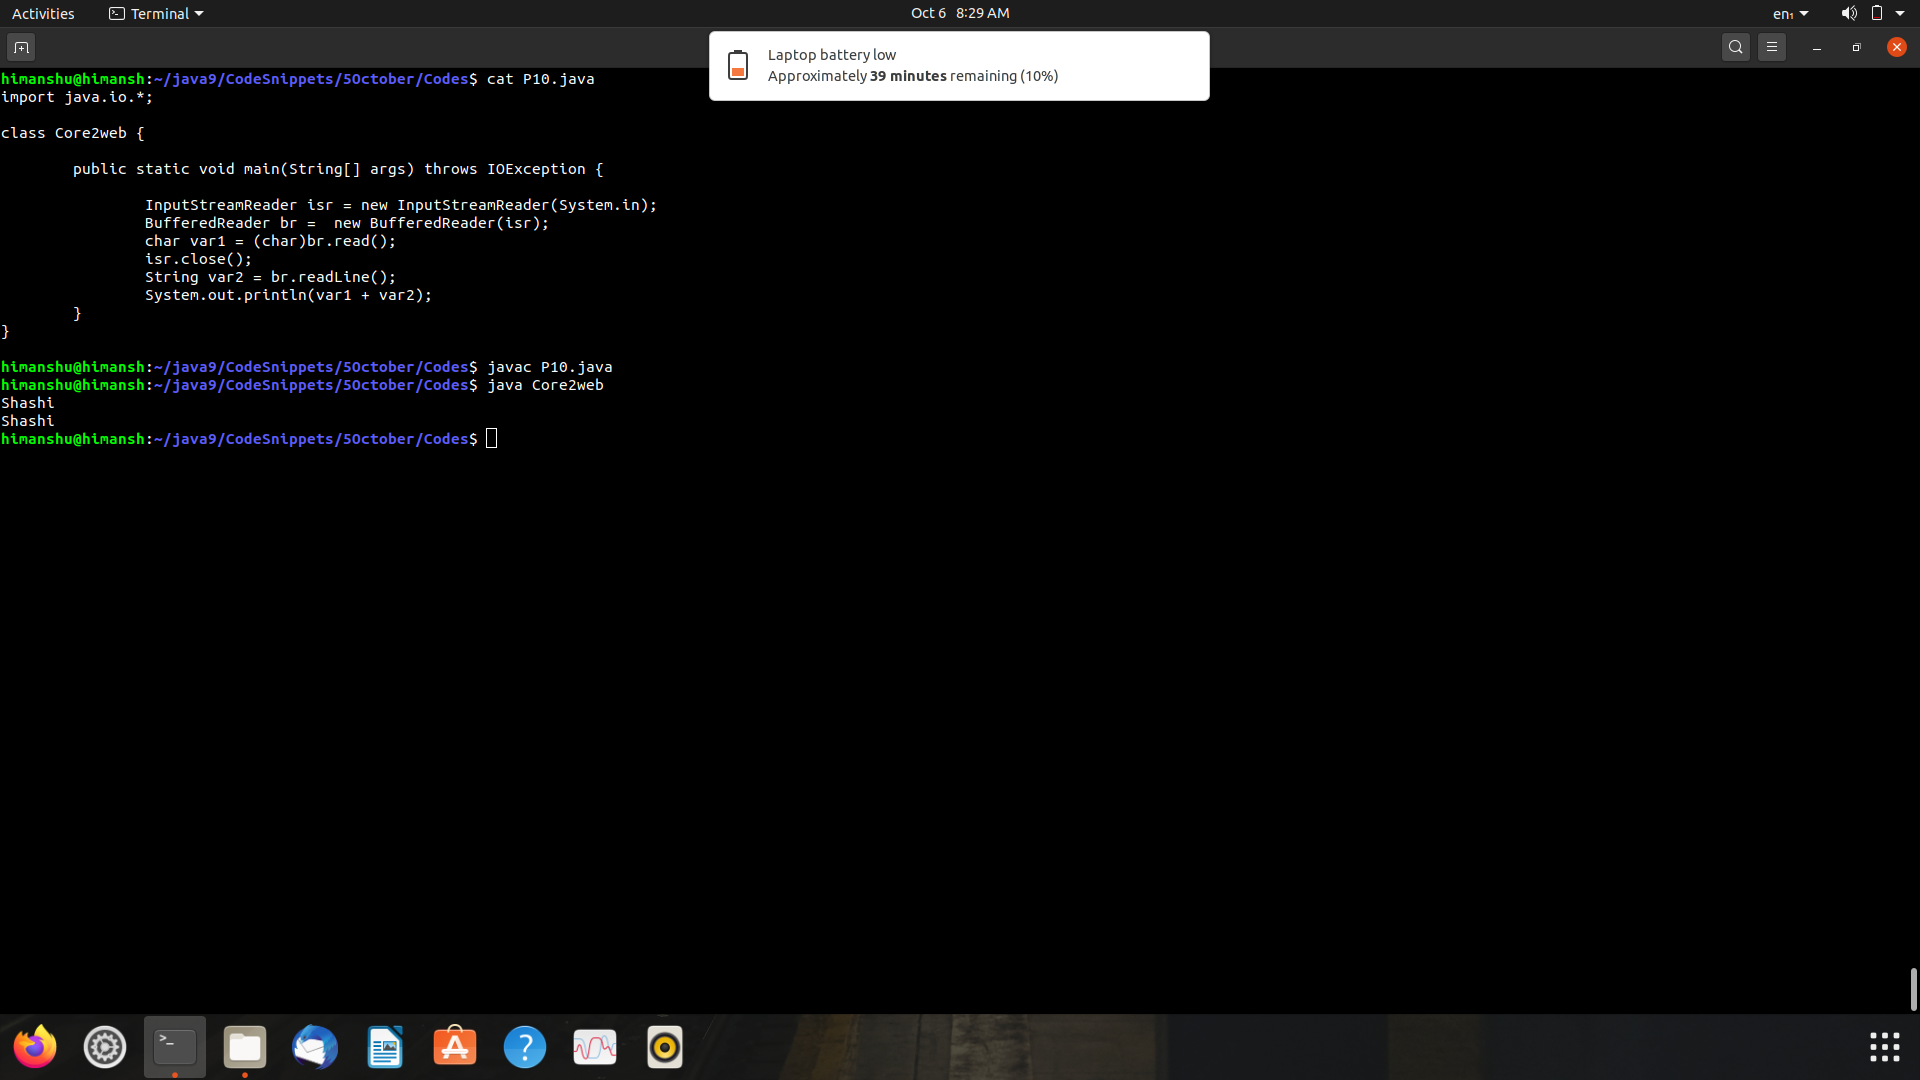 Activities Terminal Oct 6 8:29 AM en₁
Laptop battery low
Approximately 39 minutes remaining (10%)
himanshu@himansh:~/java9/CodeSnippets/5October/Codes$ cat P10.java
import java.io.*;
class Core2web {
public static void main(String[] args) throws IOException {
InputStreamReader isr = new InputStreamReader(System.in);
BufferedReader br =  new BufferedReader(isr);
char var1 = (char)br.read();
isr.close();
String var2 = br.readLine();
System.out.println(var1 + var2);
}
}
himanshu@himansh:~/java9/CodeSnippets/5October/Codes$ javac P10.java
himanshu@himansh:~/java9/CodeSnippets/5October/Codes$ java Core2web
Shashi
Shashi
himanshu@himansh:~/java9/CodeSnippets/5October/Codes$